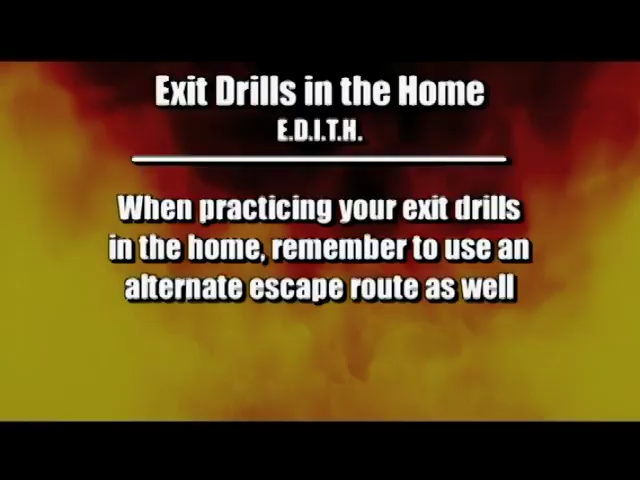 Exit Drills in the Home
E.D.I.T.H.
When practicing your exit drills
in the home, remember to use an
alternate escape route as well